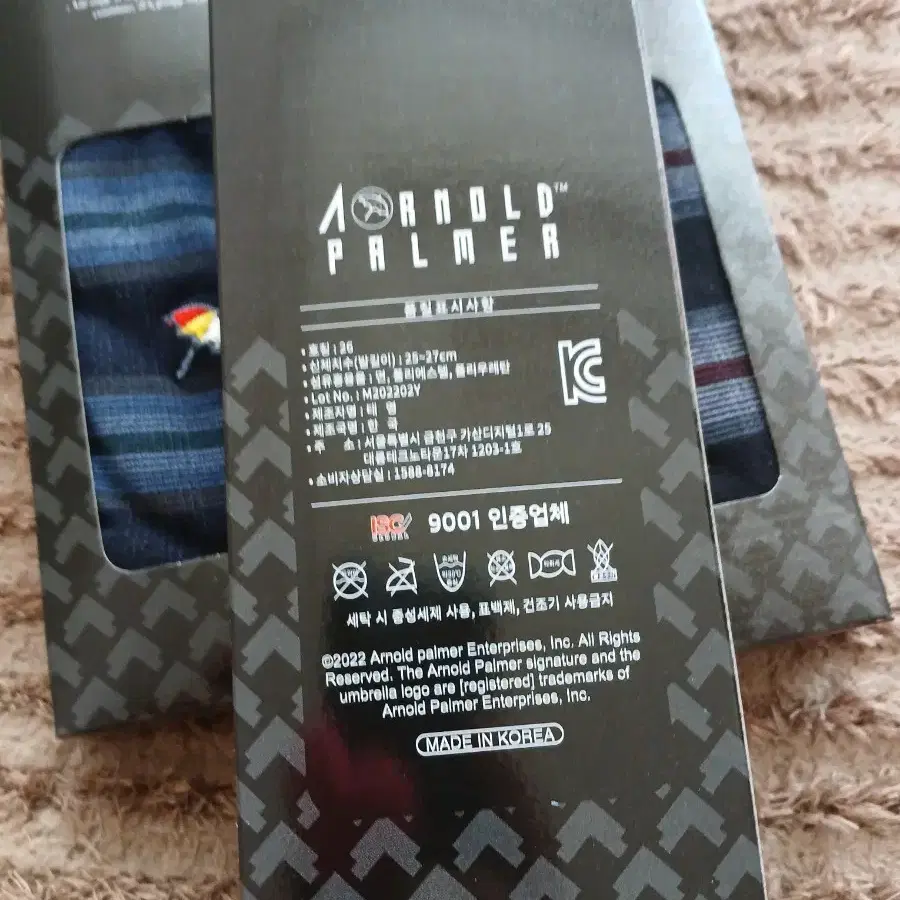 ARNOLD™
PALMER
품질표시사항
• 호칭 : 26
• 신체치수(발길이) : 25~27cm
• 섬유혼용율 : 면, 폴리에스텔, 폴리우레탄
• Lot No. : M202202Y
• 제조자명 :
• 제조국명 : 한 국
• 주 소 : 서울특별시 금천구 가산디지털1로 25
대륭테크노타운17차 1203-1호
• 소비자상담실 : 1588-8174
9001 인증업체
세탁 시 중성세제 사용, 표백제, 건조기 사용금지
©2022 Arnold palmer Enterprises, Inc. All Rights
Reserved. The Arnold Palmer signature and the
umbrella logo are [registered] trademarks of
Arnold Palmer Enterprises, Inc.
MADE IN KOREA